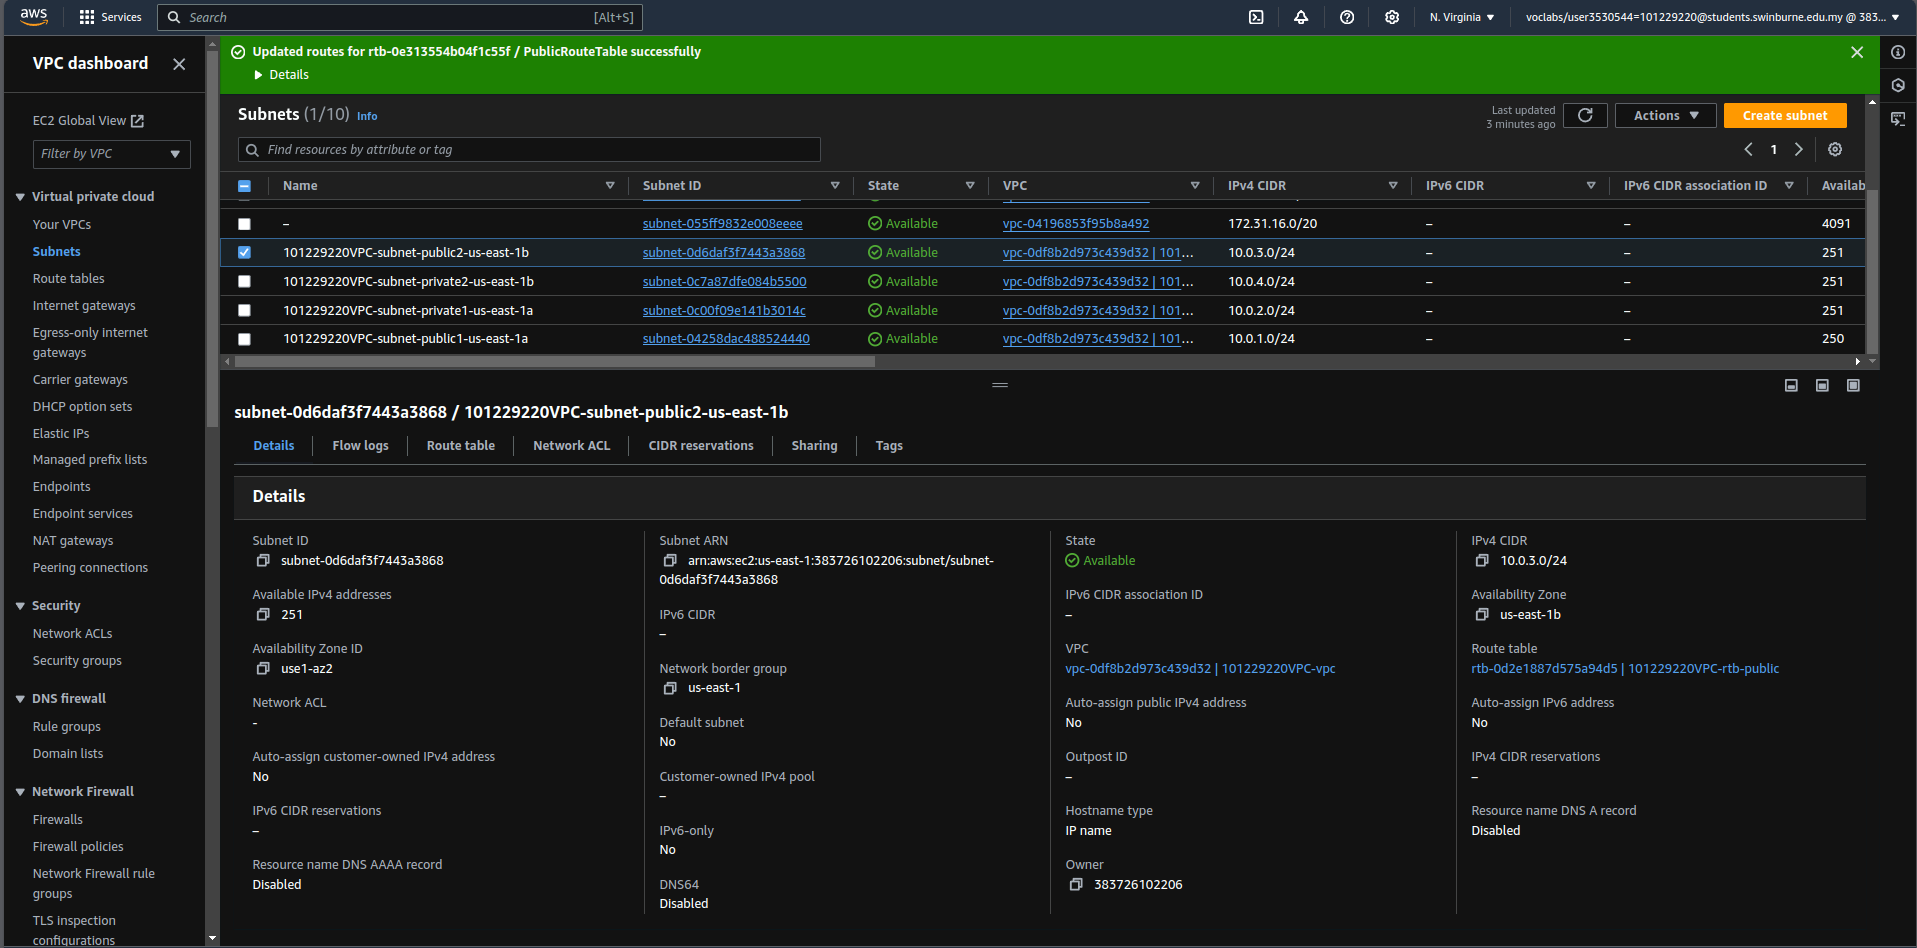 aws
Services
Search [Alt+S]
N. Virginia
voclabs/user3530544=101229220@students.swinburne.edu.my @ 383...
VPC dashboard
EC2 Global View
Filter by VPC
Virtual private cloud
Your VPCs
Subnets
Route tables
Internet gateways
Egress-only internet
gateways
Carrier gateways
DHCP option sets
Elastic IPs
Managed prefix lists
Endpoints
Endpoint services
NAT gateways
Peering connections
Security
Network ACLs
Security groups
DNS firewall
Rule groups
Domain lists
Network Firewall
Firewalls
Firewall policies
Network Firewall rule
groups
TLS inspection
configurations
Updated routes for rtb-0e313554b04f1c55f / PublicRouteTable successfully
Details
Subnets (1/10) Info
Last updated
3 minutes ago
Actions
Create subnet
Find resources by attribute or tag
1
Name Subnet ID State VPC IPv4 CIDR IPv6 CIDR IPv6 CIDR association ID Availab
– subnet-055ff9832e008eeee Available vpc-04196853f95b8a492 172.31.16.0/20 – – 4091
101229220VPC-subnet-public2-us-east-1b subnet-0d6daf3f7443a3868 Available vpc-0df8b2d973c439d32 | 101... 10.0.3.0/24 – – 251
101229220VPC-subnet-private2-us-east-1b subnet-0c7a87dfe084b5500 Available vpc-0df8b2d973c439d32 | 101... 10.0.4.0/24 – – 251
101229220VPC-subnet-private1-us-east-1a subnet-0c00f09e141b3014c Available vpc-0df8b2d973c439d32 | 101... 10.0.2.0/24 – – 251
101229220VPC-subnet-public1-us-east-1a subnet-04258dac488524440 Available vpc-0df8b2d973c439d32 | 101... 10.0.1.0/24 – – 250
subnet-0d6daf3f7443a3868 / 101229220VPC-subnet-public2-us-east-1b
Details Flow logs Route table Network ACL CIDR reservations Sharing Tags
Details
Subnet ID
subnet-0d6daf3f7443a3868
Available IPv4 addresses
251
Availability Zone ID
use1-az2
Network ACL
-
Auto-assign customer-owned IPv4 address
No
IPv6 CIDR reservations
–
Resource name DNS AAAA record
Disabled
Subnet ARN
arn:aws:ec2:us-east-1:383726102206:subnet/subnet-
0d6daf3f7443a3868
IPv6 CIDR
–
Network border group
us-east-1
Default subnet
No
Customer-owned IPv4 pool
–
IPv6-only
No
DNS64
Disabled
State
Available
IPv6 CIDR association ID
–
VPC
vpc-0df8b2d973c439d32 | 101229220VPC-vpc
Auto-assign public IPv4 address
No
Outpost ID
–
Hostname type
IP name
Owner
383726102206
IPv4 CIDR
10.0.3.0/24
Availability Zone
us-east-1b
Route table
rtb-0d2e1887d575a94d5 | 101229220VPC-rtb-public
Auto-assign IPv6 address
No
IPv4 CIDR reservations
–
Resource name DNS A record
Disabled